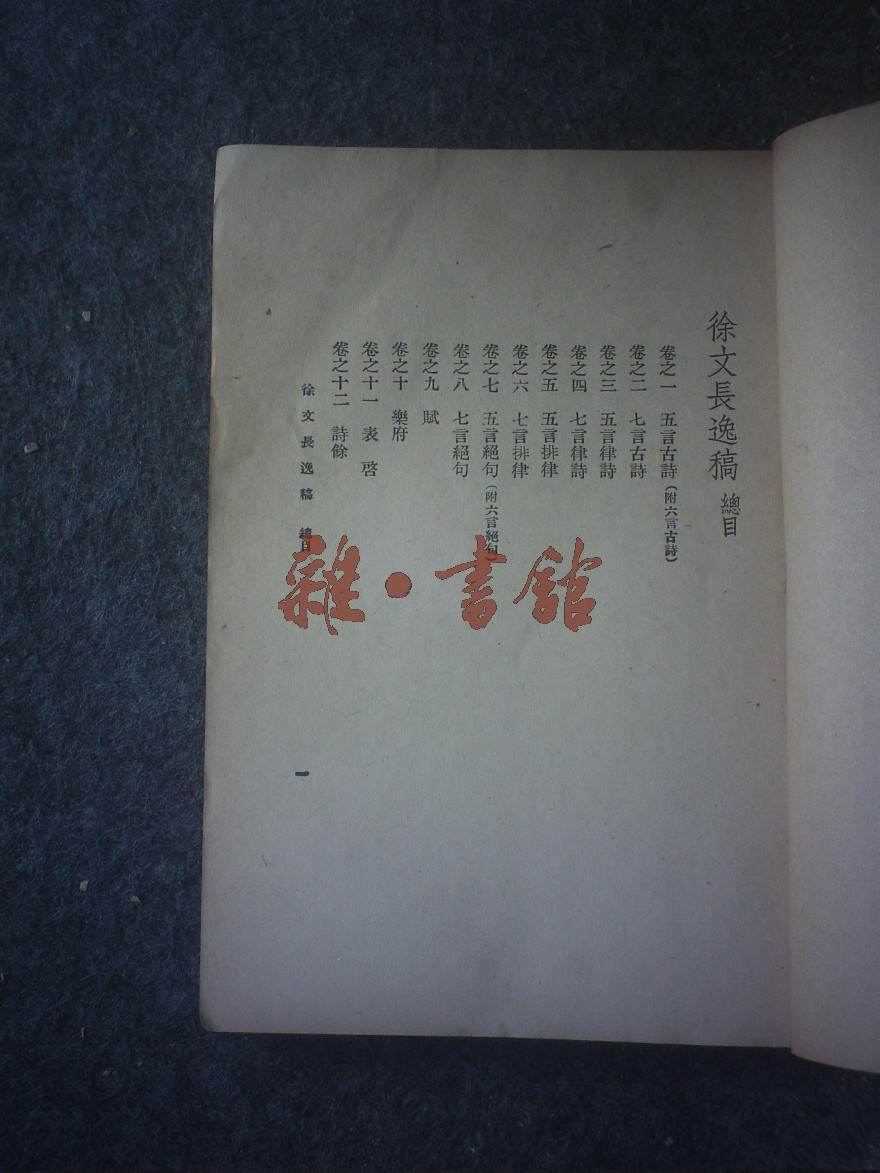 徐文長逸稿 總目
卷之一 五言古詩(附六言古詩)
卷之二 七言古詩
卷之三 五言律詩
卷之四 七言律詩
卷之五 五言排律
卷之六 七言排律
卷之七 五言絕句(附六言絕句)
卷之八 七言絕句
卷之九 賦
卷之十 樂府
卷之十一 表 啓
卷之十二 詩餘
徐文長逸稿 總目
一
雜·書館